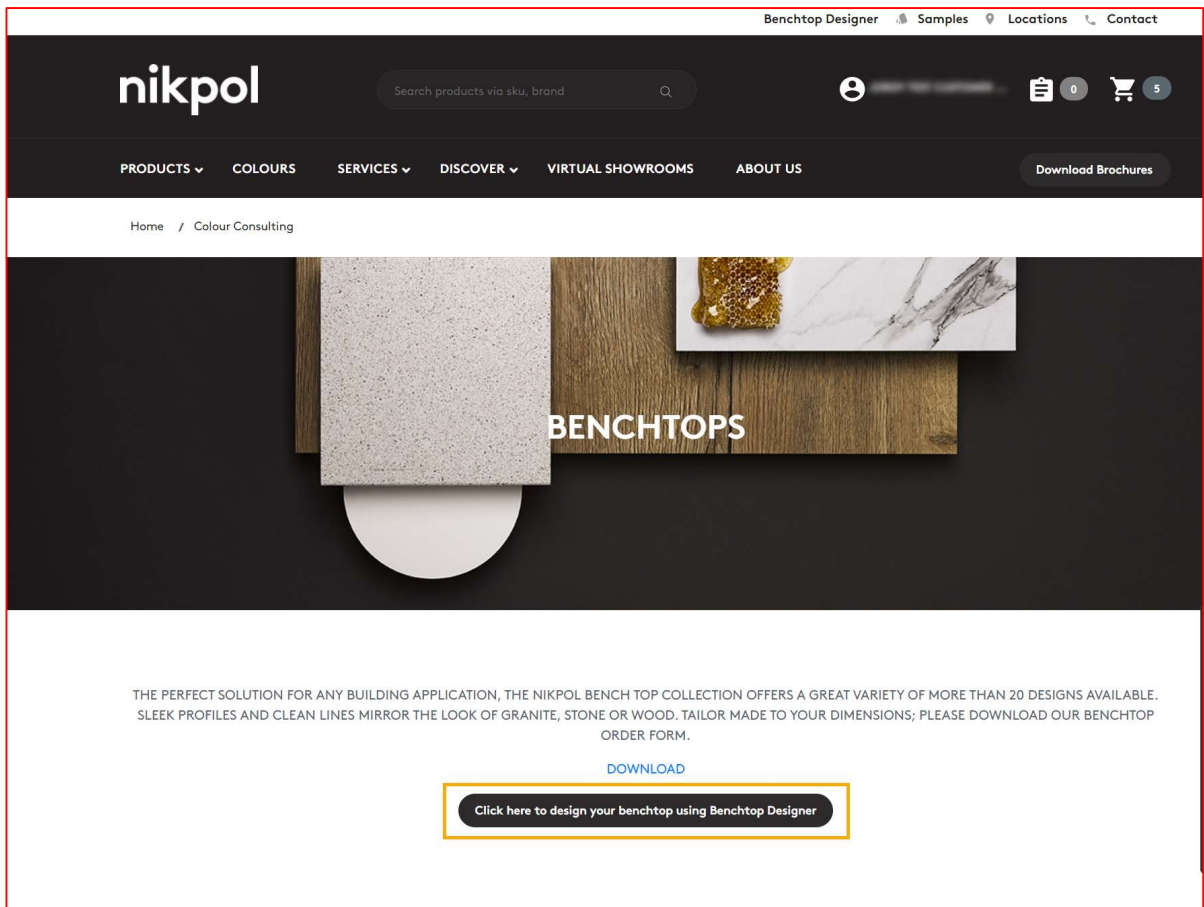 Benchtop Designer Samples Locations Contact
nikpol
Search products via sku, brand
0
5
PRODUCTS COLOURS SERVICES DISCOVER VIRTUAL SHOWROOMS ABOUT US Download Brochures
Home / Colour Consulting
BENCHTOPS
THE PERFECT SOLUTION FOR ANY BUILDING APPLICATION, THE NIKPOL BENCH TOP COLLECTION OFFERS A GREAT VARIETY OF MORE THAN 20 DESIGNS AVAILABLE.
SLEEK PROFILES AND CLEAN LINES MIRROR THE LOOK OF GRANITE, STONE OR WOOD. TAILOR MADE TO YOUR DIMENSIONS; PLEASE DOWNLOAD OUR BENCHTOP
ORDER FORM.
DOWNLOAD
Click here to design your benchtop using Benchtop Designer